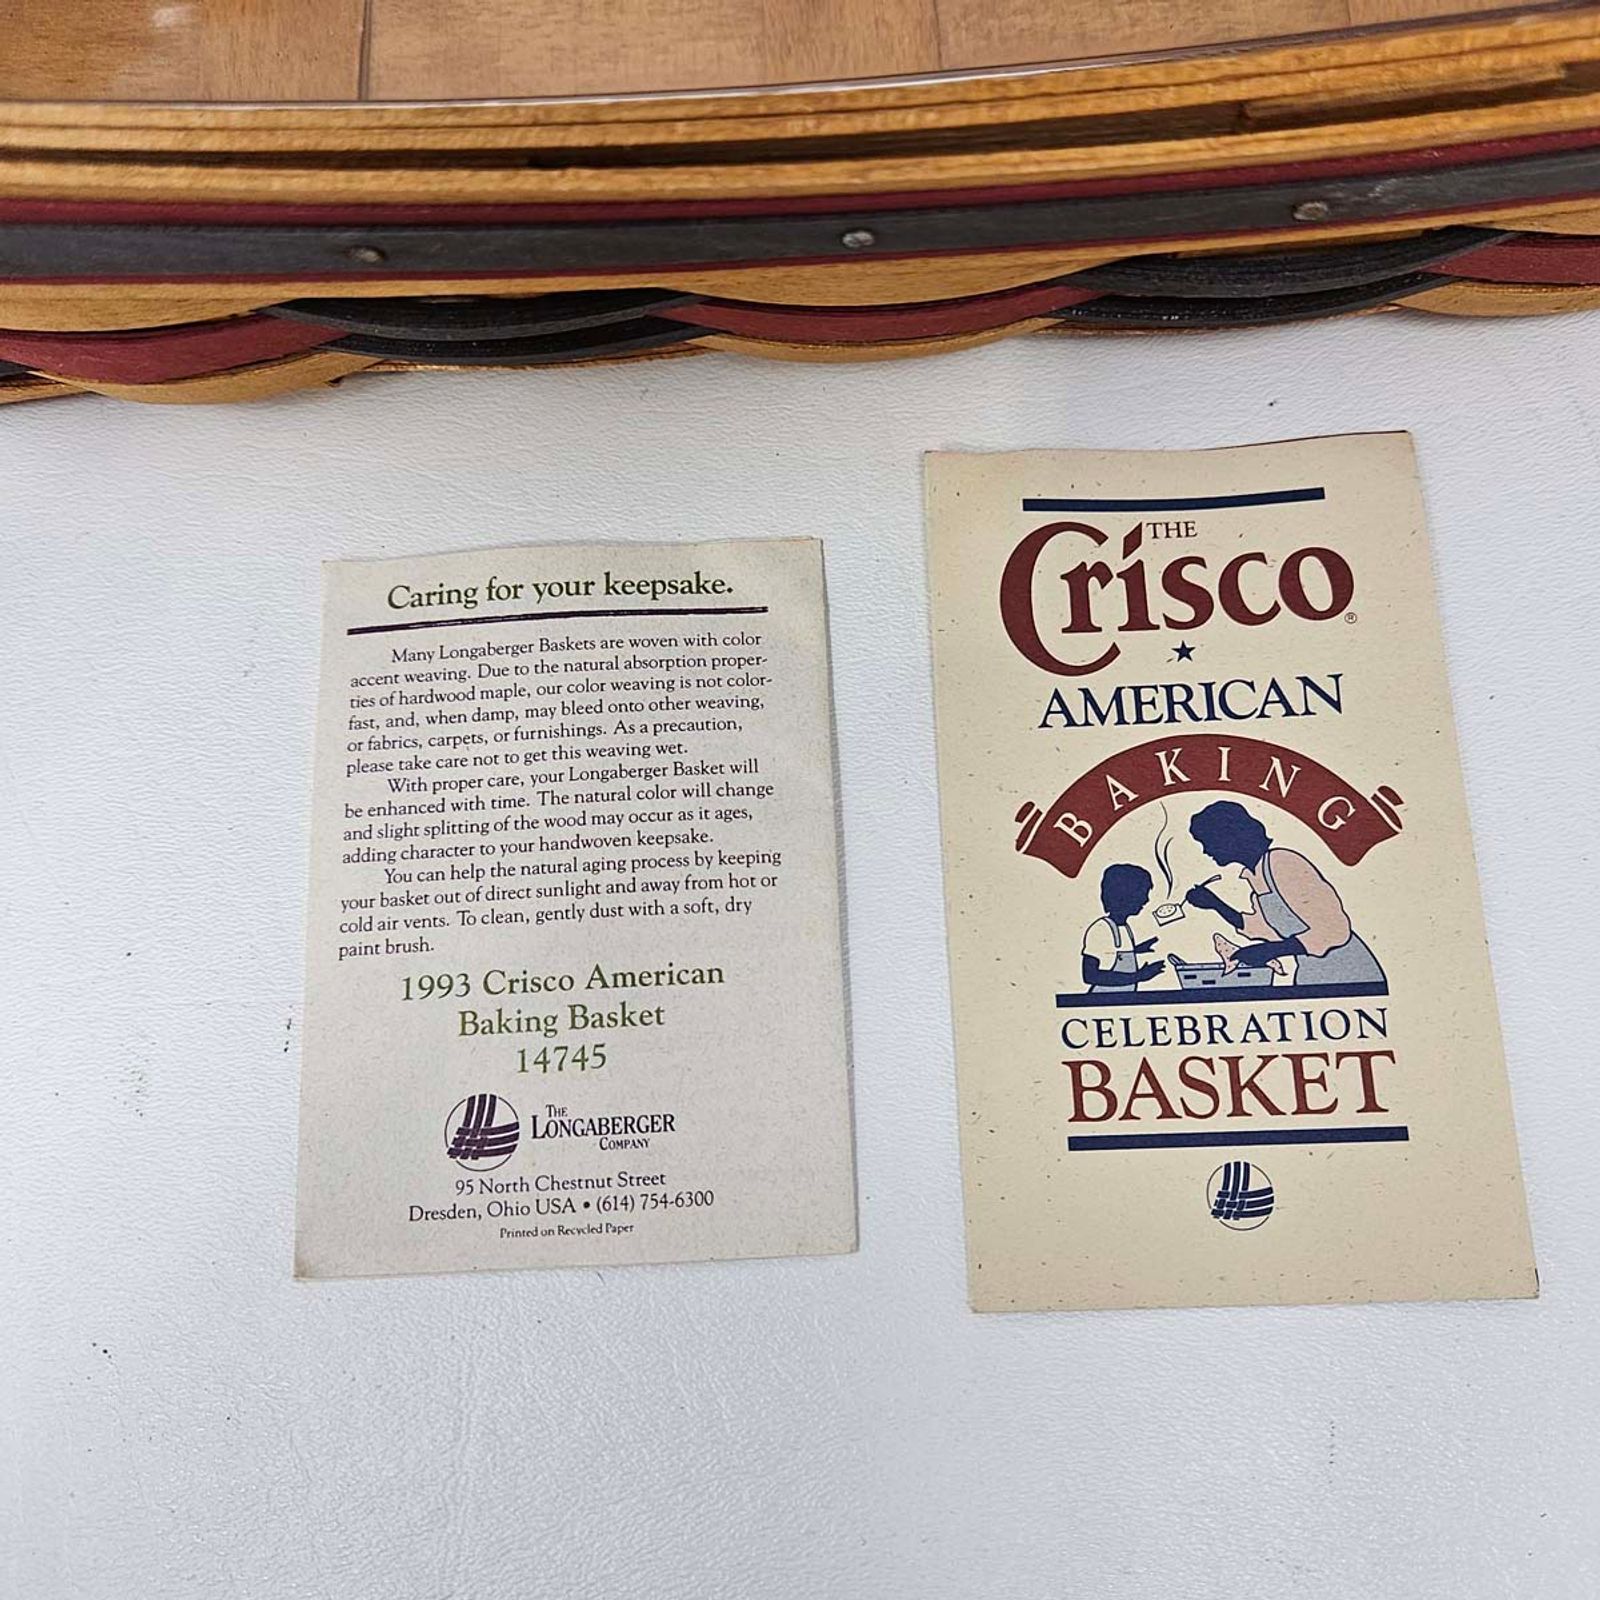 Caring for your keepsake.
Many Longaberger Baskets are woven with color
accent weaving. Due to the natural absorption proper-
ties of hardwood maple, our color weaving is not color-
fast, and, when damp, may bleed onto other weaving,
or fabrics, carpets, or furnishings. As a precaution,
please take care not to get this weaving wet.
With proper care, your Longaberger Basket will
be enhanced with time. The natural color will change
and slight splitting of the wood may occur as it ages,
adding character to your handwoven keepsake.
You can help the natural aging process by keeping
your basket out of direct sunlight and away from hot or
cold air vents. To clean, gently dust with a soft, dry
paint brush.
1993 Crisco American
Baking Basket
14745
THE
LONGABERGER
COMPANY
95 North Chestnut Street
Dresden, Ohio USA • (614) 754-6300
Printed on Recycled Paper
THE
Crisco®
AMERICAN
BAKING
CELEBRATION
BASKET